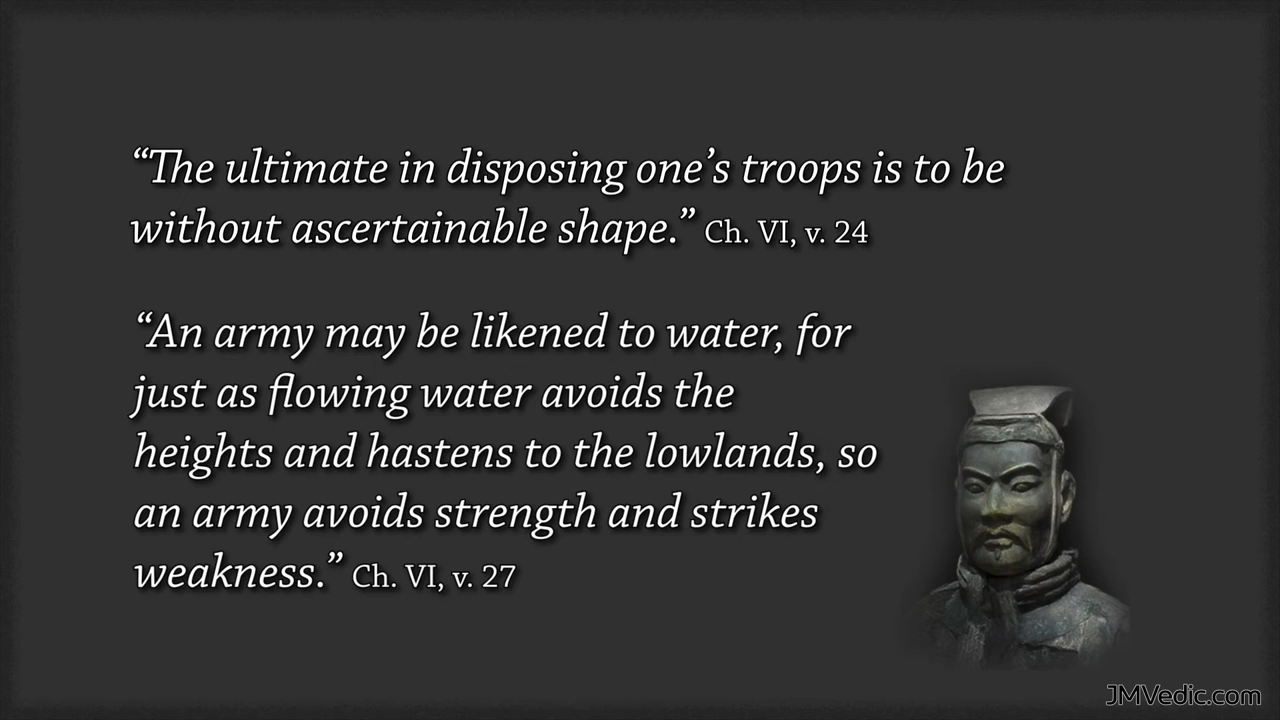 “The ultimate in disposing one’s troops is to be
without ascertainable shape.” Ch. VI, v. 24
“An army may be likened to water, for
just as flowing water avoids the
heights and hastens to the lowlands, so
an army avoids strength and strikes
weakness.” Ch. VI, v. 27
JMVedic.com